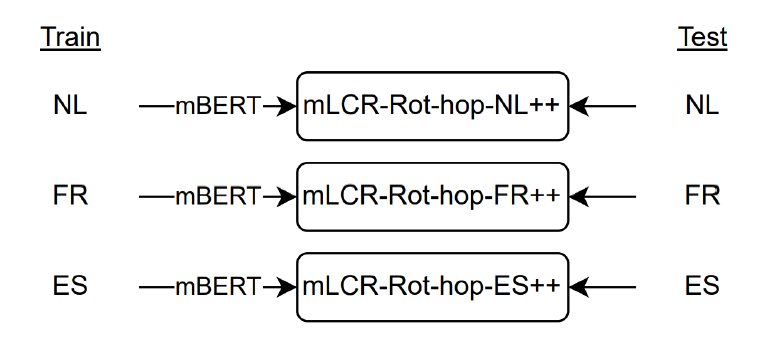 Train Test
NL mBERT mLCR-Rot-hop-NL++ NL
FR mBERT mLCR-Rot-hop-FR++ FR
ES mBERT mLCR-Rot-hop-ES++ ES